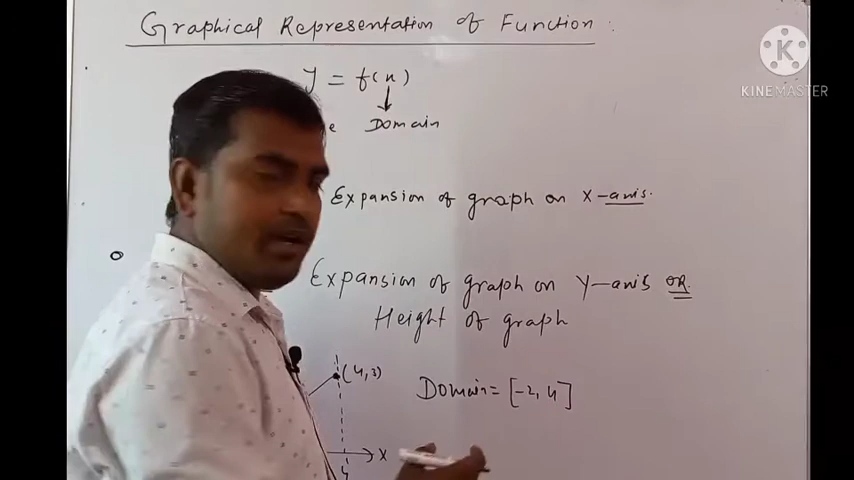 Graphical Representation of Function :
K
KINEMASTER
y = f(x)
Domain
Expansion of graph on X-axis.
Expansion of graph on Y-axis OR
Height of graph
(4,3)
Domain = [-2, 4]
X
4